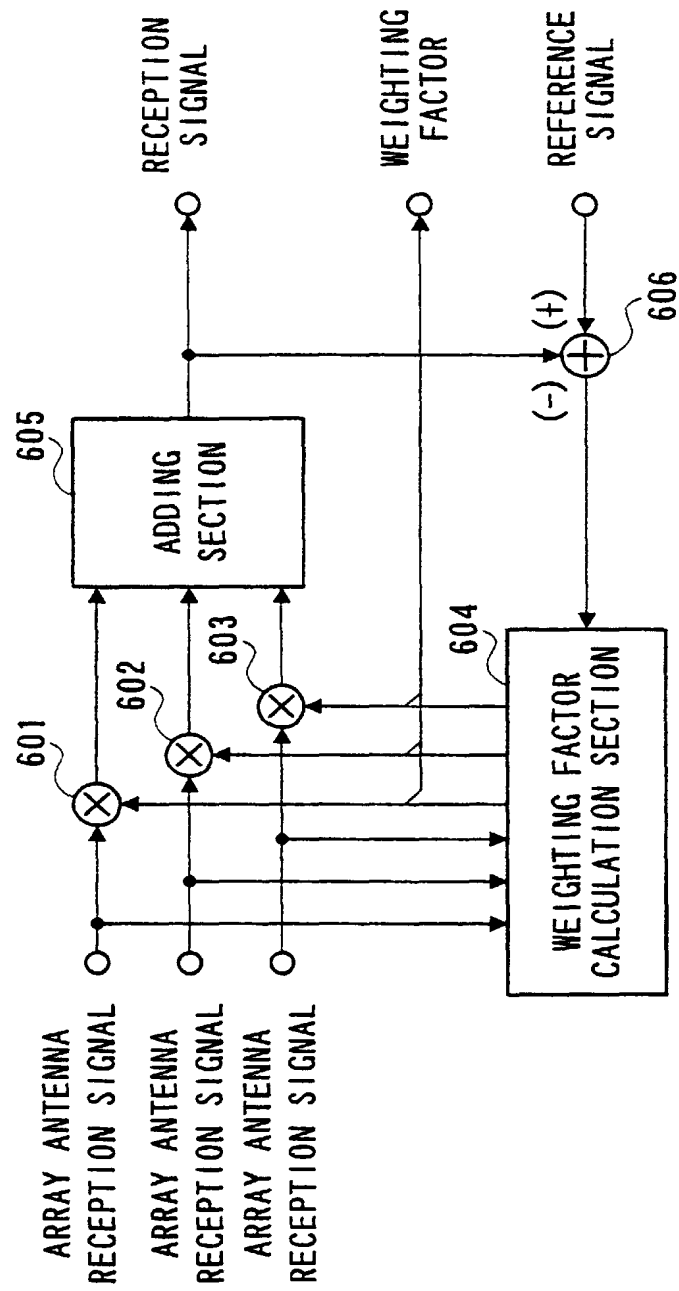 ARRAY ANTENNA
RECEPTION SIGNAL
ARRAY ANTENNA
RECEPTION SIGNAL
ARRAY ANTENNA
RECEPTION SIGNAL
601
602
603
605
ADDING
SECTION
RECEPTION
SIGNAL
WEIGHTING
FACTOR
604
WEIGHTING FACTOR
CALCULATION SECTION
(-)
(+)
606
REFERENCE
SIGNAL